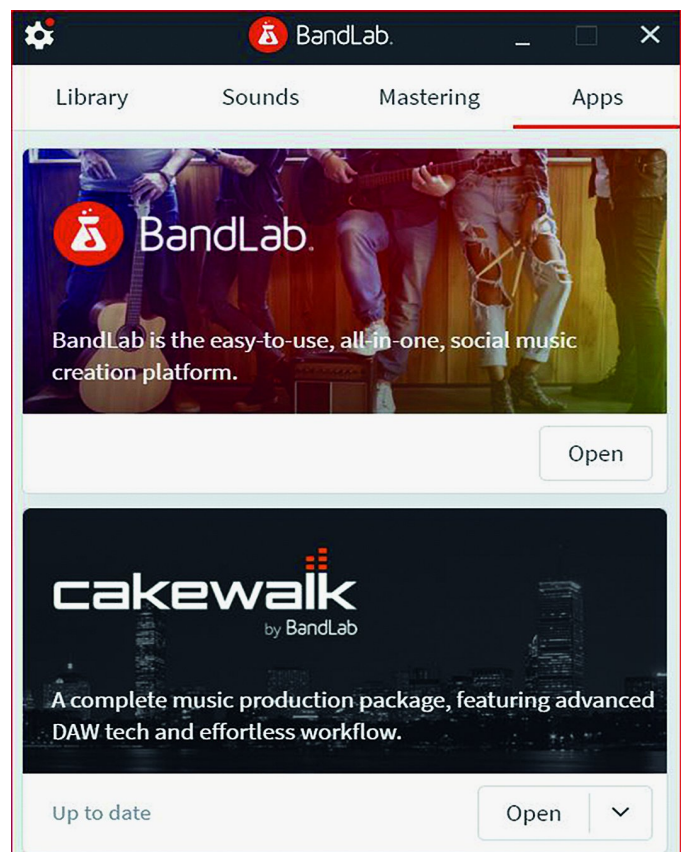 BandLab.
Library Sounds Mastering Apps
BandLab.
BandLab is the easy-to-use, all-in-one, social music
creation platform.
Open
cakewalk
by BandLab
A complete music production package, featuring advanced
DAW tech and effortless workflow.
Up to date Open